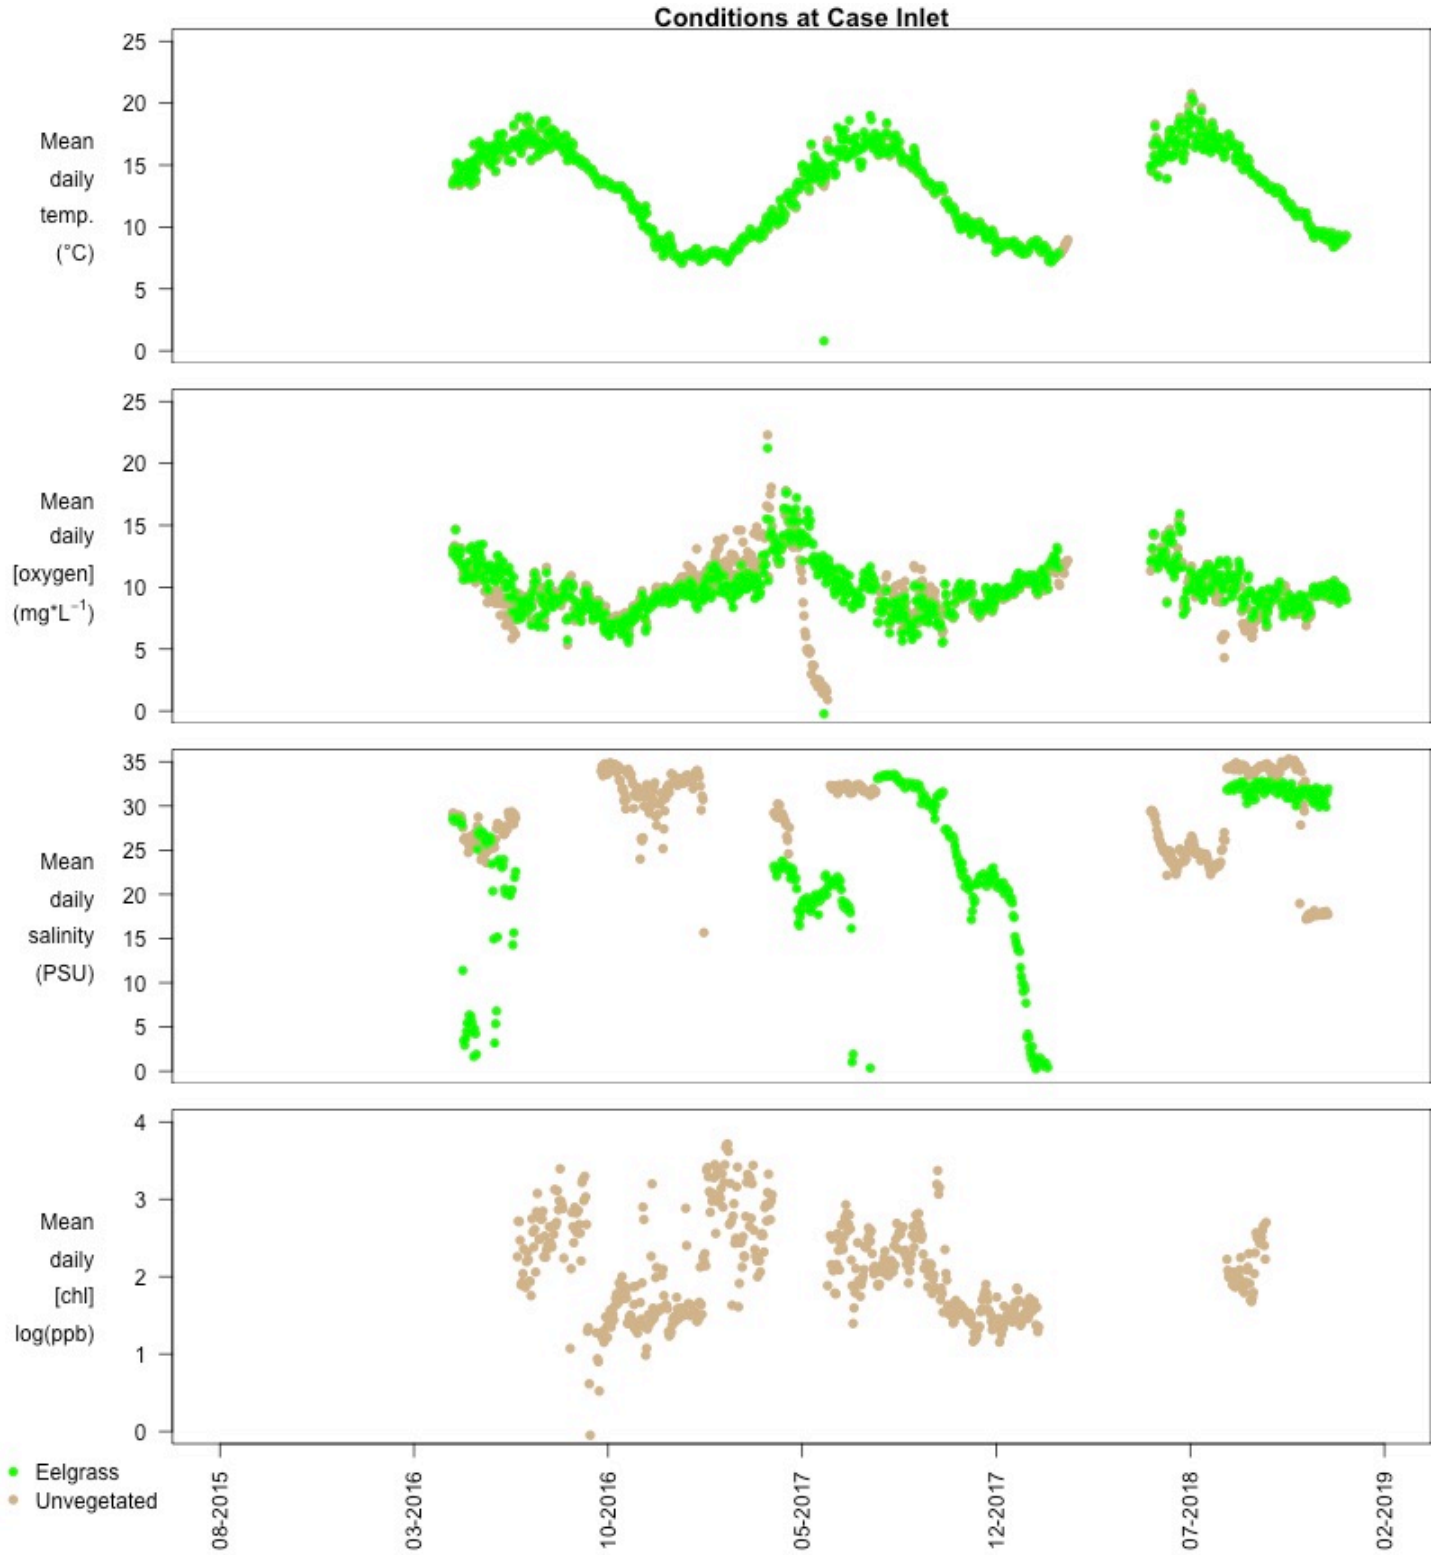 Conditions at Case Inlet
25
20
15
10
5
0
Mean
daily
temp.
(°C)
25
20
15
10
5
0
Mean
daily
[oxygen]
(mg*L⁻¹)
35
30
25
20
15
10
5
0
Mean
daily
salinity
(PSU)
4
3
2
1
0
Mean
daily
[chl]
log(ppb)
08-2015
03-2016
10-2016
05-2017
12-2017
07-2018
02-2019
Eelgrass
Unvegetated